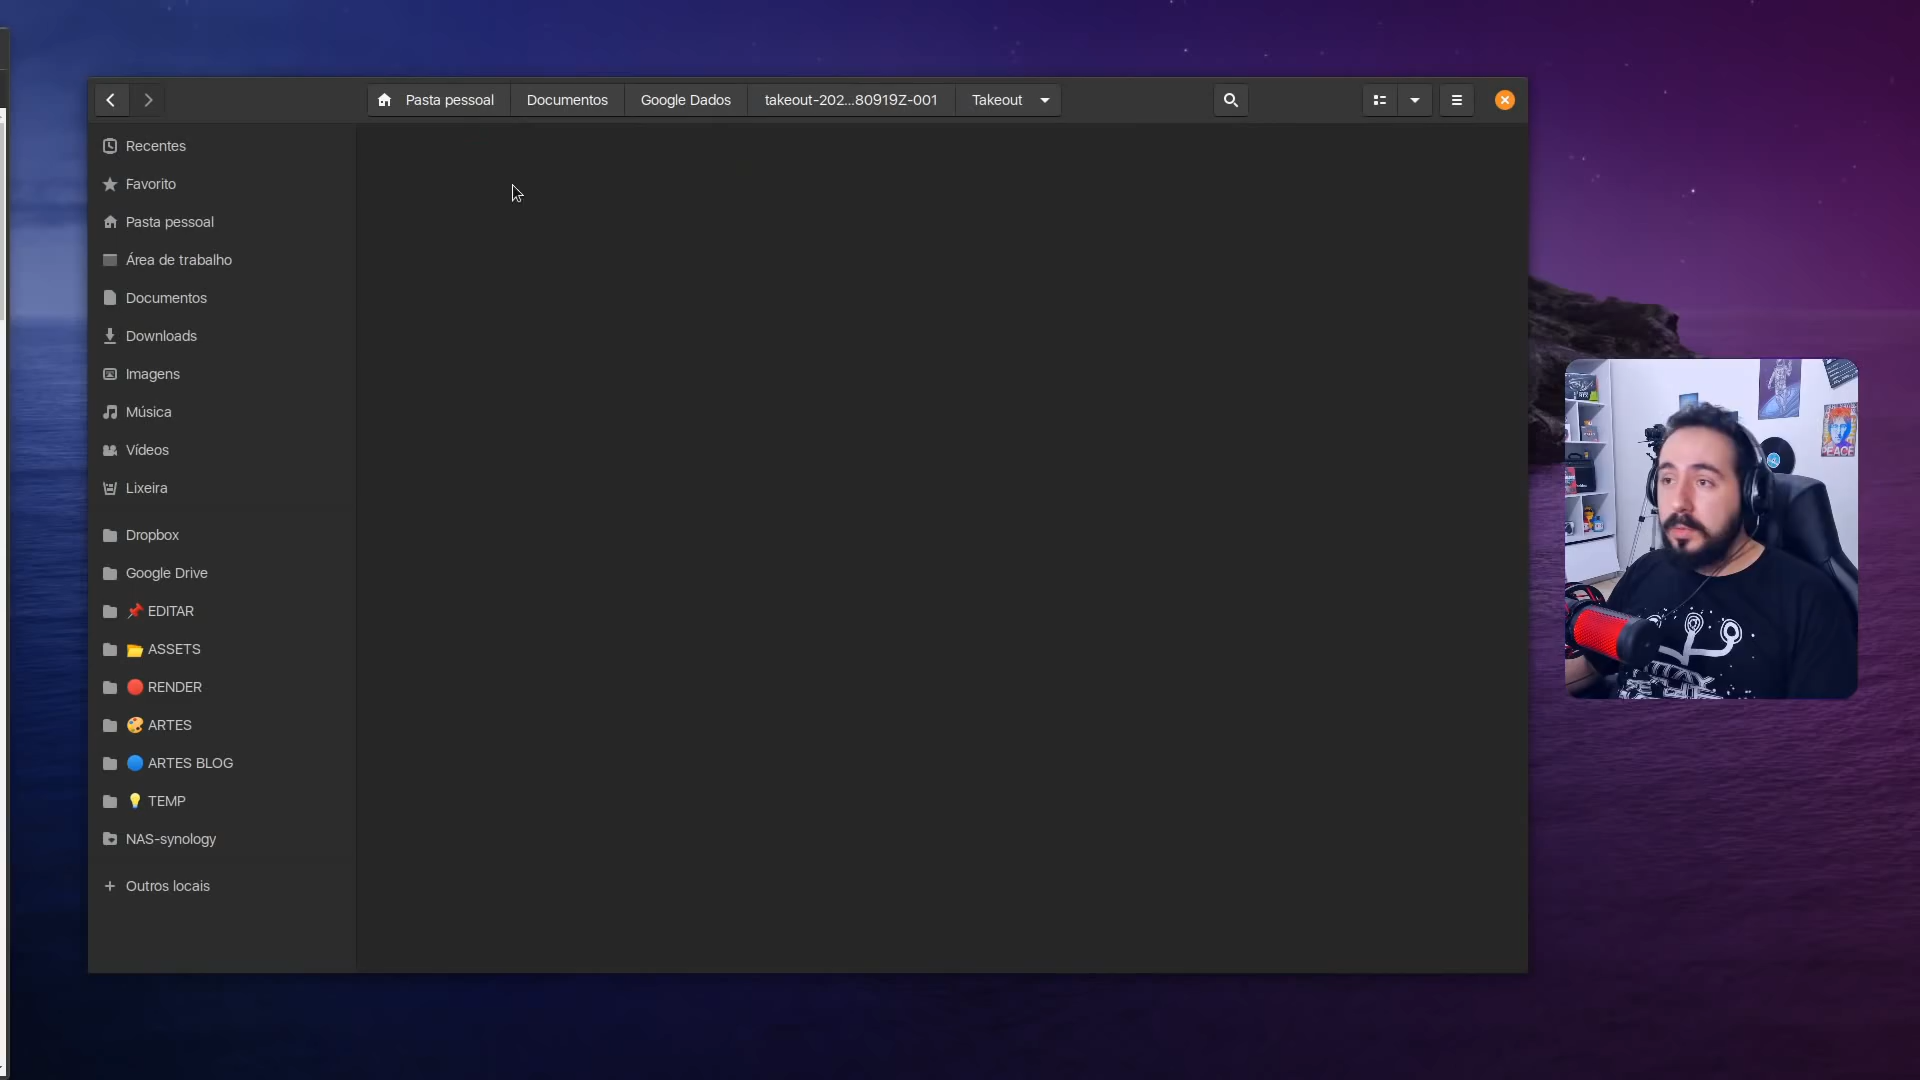 Pasta pessoal
Documentos
Google Dados
takeout-202...80919Z-001
Takeout
Recentes
Favorito
Pasta pessoal
Área de trabalho
Documentos
Downloads
Imagens
Música
Vídeos
Lixeira
Dropbox
Google Drive
EDITAR
ASSETS
RENDER
ARTES
ARTES BLOG
TEMP
NAS-synology
Outros locais
PEACE